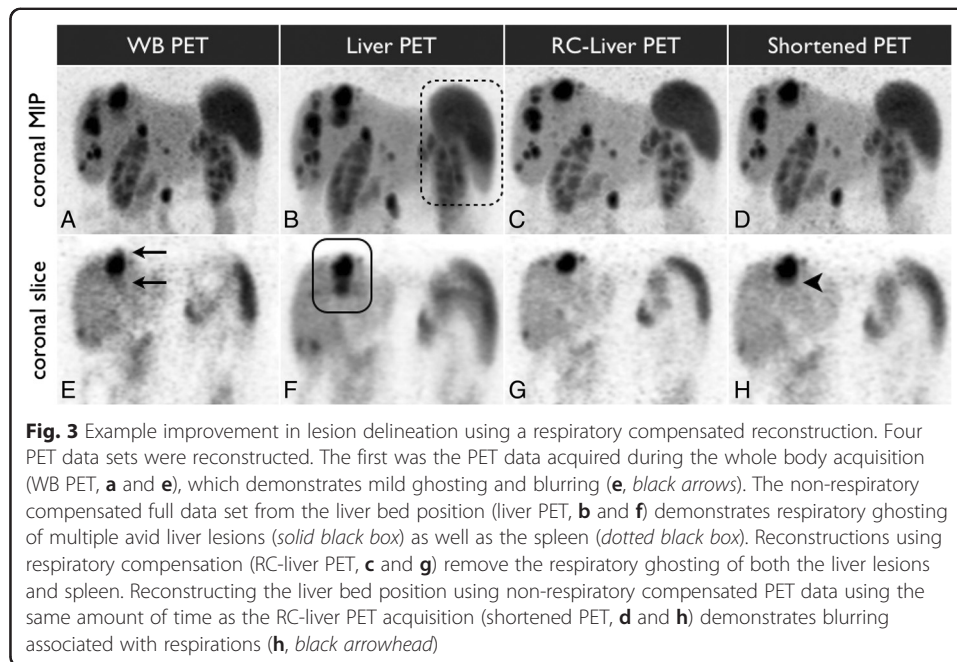 WB PET
Liver PET
RC-Liver PET
Shortened PET
coronal MIP
A
B
C
D
coronal slice
E
F
G
H
Fig. 3 Example improvement in lesion delineation using a respiratory compensated reconstruction. Four
PET data sets were reconstructed. The first was the PET data acquired during the whole body acquisition
(WB PET, a and e), which demonstrates mild ghosting and blurring (e, black arrows). The non-respiratory
compensated full data set from the liver bed position (liver PET, b and f) demonstrates respiratory ghosting
of multiple avid liver lesions (solid black box) as well as the spleen (dotted black box). Reconstructions using
respiratory compensation (RC-liver PET, c and g) remove the respiratory ghosting of both the liver lesions
and spleen. Reconstructing the liver bed position using non-respiratory compensated PET data using the
same amount of time as the RC-liver PET acquisition (shortened PET, d and h) demonstrates blurring
associated with respirations (h, black arrowhead)